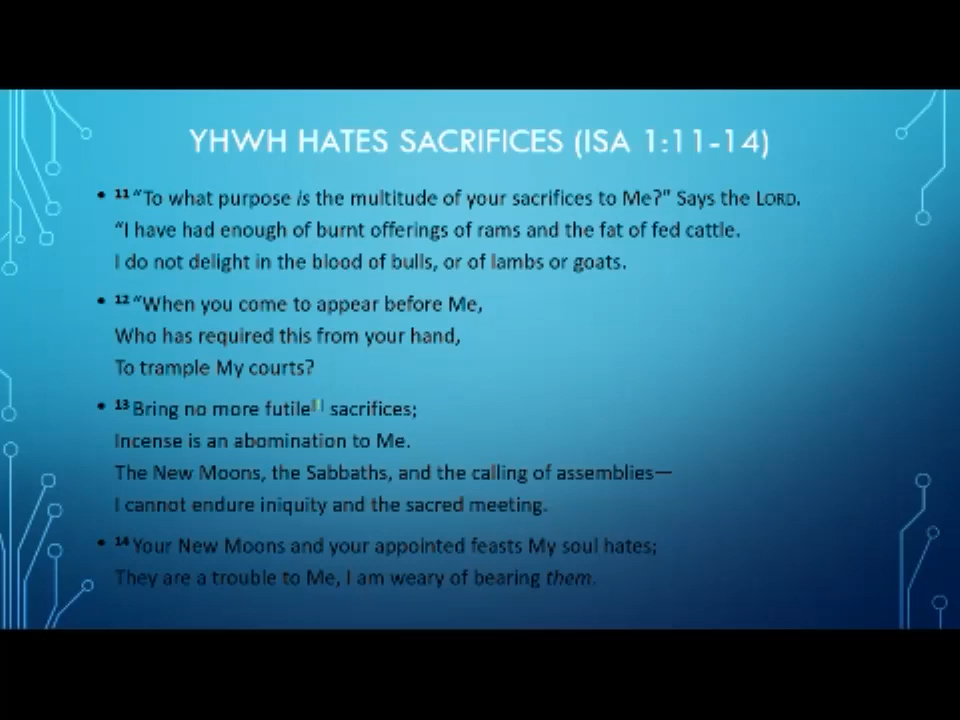 YHWH HATES SACRIFICES (ISA 1:11-14)
• 11 “To what purpose is the multitude of your sacrifices to Me?” Says the LORD.
“I have had enough of burnt offerings of rams and the fat of fed cattle.
I do not delight in the blood of bulls, or of lambs or goats.
• 12 “When you come to appear before Me,
Who has required this from your hand,
To trample My courts?
• 13 Bring no more futile sacrifices;
Incense is an abomination to Me.
The New Moons, the Sabbaths, and the calling of assemblies—
I cannot endure iniquity and the sacred meeting.
• 14 Your New Moons and your appointed feasts My soul hates;
They are a trouble to Me, I am weary of bearing them.